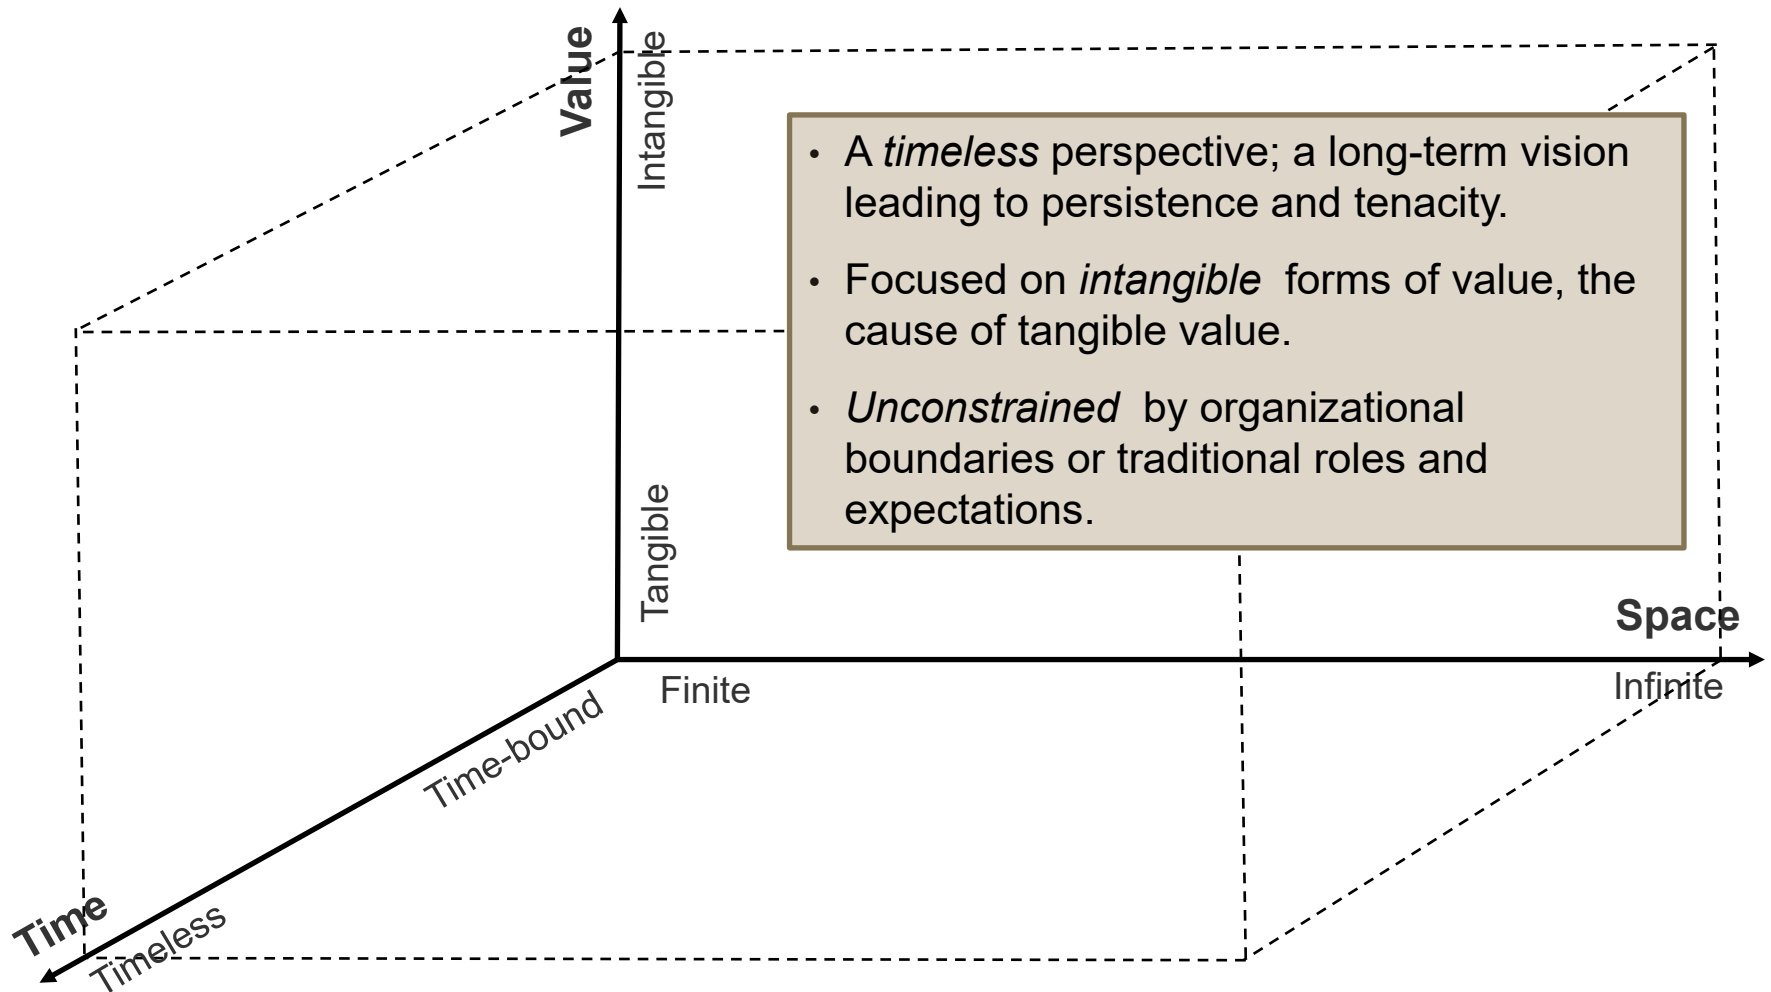 Value
Intangible
• A timeless perspective; a long-term vision
leading to persistence and tenacity.
• Focused on intangible forms of value, the
cause of tangible value.
• Unconstrained by organizational
boundaries or traditional roles and
expectations.
Tangible
Space
Finite
Infinite
Time-bound
Time
Timeless